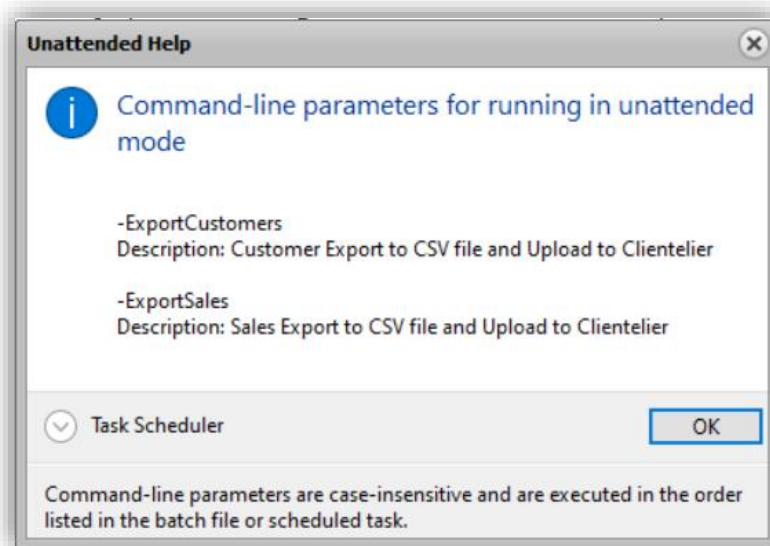 Unattended Help
Command-line parameters for running in unattended
mode
-ExportCustomers
Description: Customer Export to CSV file and Upload to Clientelier
-ExportSales
Description: Sales Export to CSV file and Upload to Clientelier
Task Scheduler
OK
Command-line parameters are case-insensitive and are executed in the order
listed in the batch file or scheduled task.